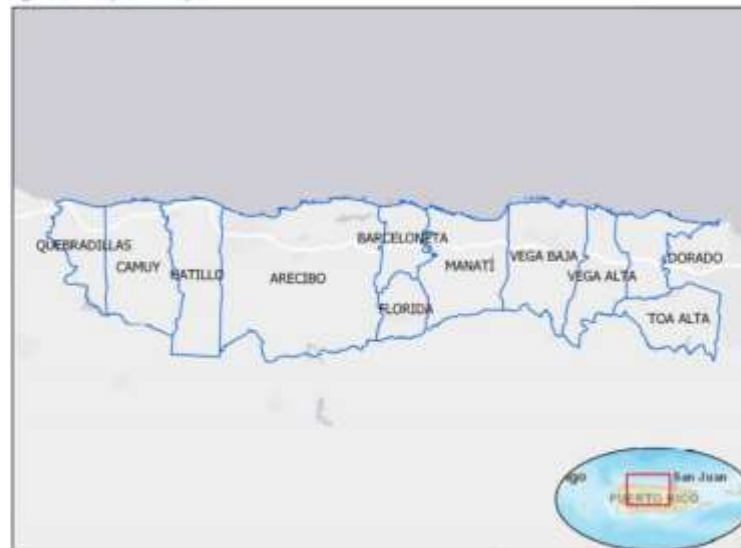 QUEBRADILLAS
CAMUY
HATILLO
ARECIBO
BARCELONETA
FLORIDA
MANATÍ
VEGA BAJA
VEGA ALTA
DORADO
TOA ALTA
San Juan
PUERTO RICO